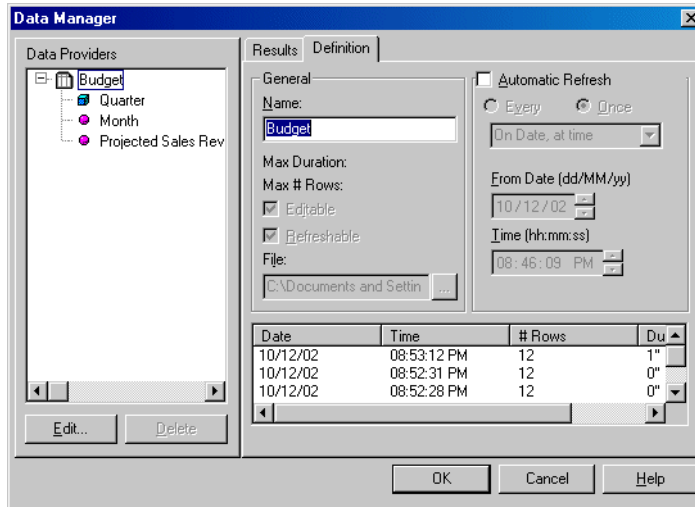 Data Manager
Data Providers
Budget
Quarter
Month
Projected Sales Rev
Edit...
Delete
Results
Definition
General
Name:
Budget
Max Duration:
Max # Rows:
Editable
Refreshable
File:
C:\Documents and Settin
...
Automatic Refresh
Every
Once
On Date, at time
From Date (dd/MM/yy)
10/12/02
Time (hh:mm:ss)
08:46:09 PM
Date Time # Rows Du
10/12/02 08:53:12 PM 12 1"
10/12/02 08:52:31 PM 12 0"
10/12/02 08:52:28 PM 12 0"
OK
Cancel
Help